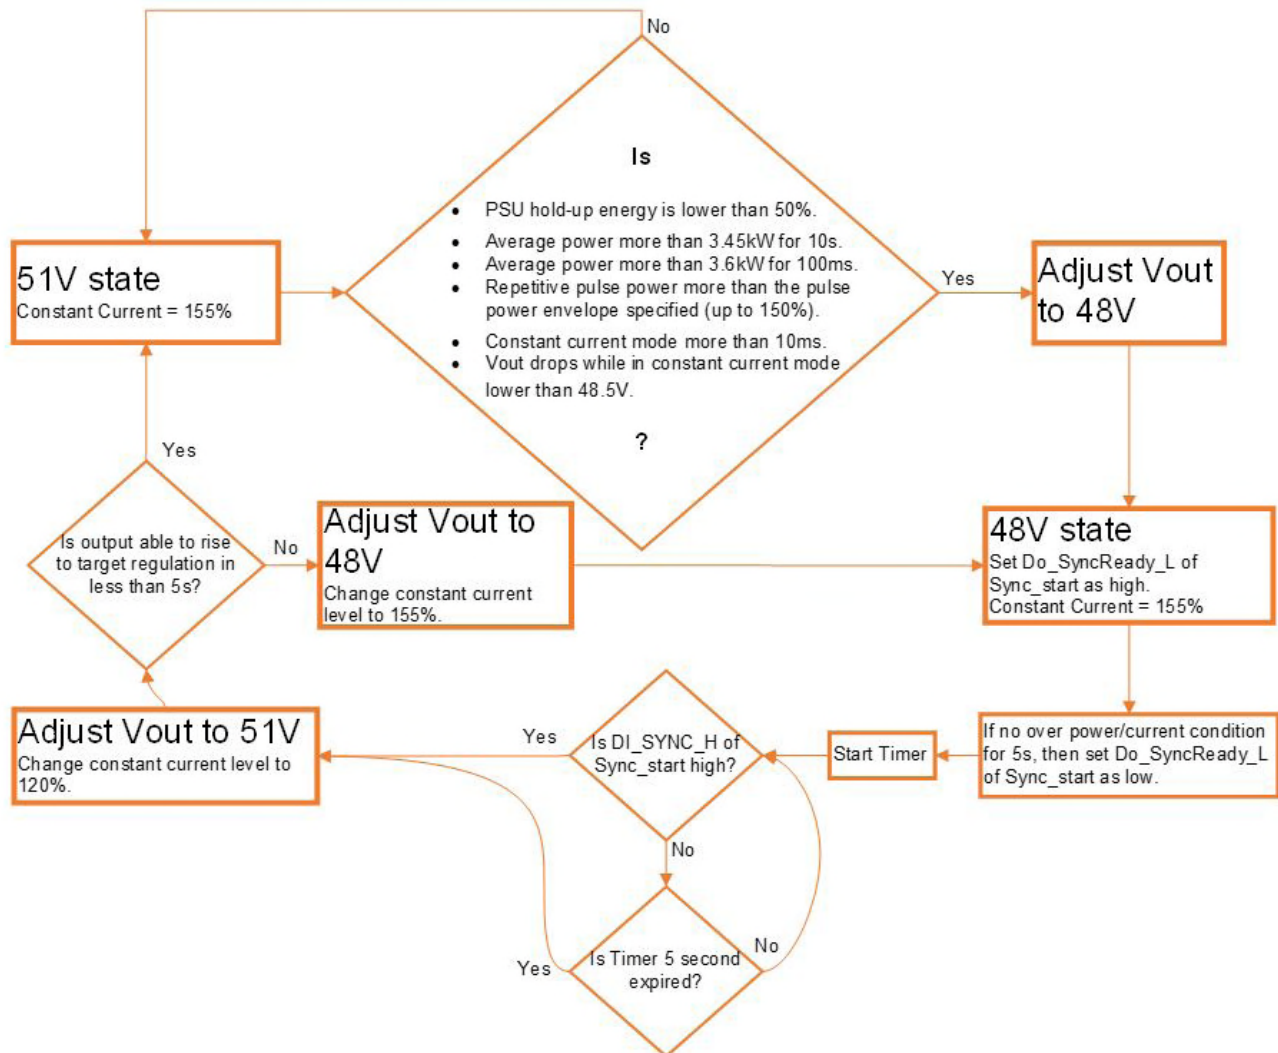 No
Is
• PSU hold-up energy is lower than 50%.
• Average power more than 3.45kW for 10s.
• Average power more than 3.6kW for 100ms.
• Repetitive pulse power more than the pulse
power envelope specified (up to 150%).
• Constant current mode more than 10ms.
• Vout drops while in constant current mode
lower than 48.5V.
?
51V state
Constant Current = 155%
Yes
Adjust Vout
to 48V
Yes
Is output able to rise
to target regulation in
less than 5s?
No
Adjust Vout to
48V
Change constant current
level to 155%.
48V state
Set Do_SyncReady_L of
Sync_start as high.
Constant Current = 155%
Adjust Vout to 51V
Change constant current level to
120%.
Yes
Is DI_SYNC_H of
Sync_start high?
Start Timer
If no over power/current condition
for 5s, then set Do_SyncReady_L
of Sync_start as low.
No
Yes
Is Timer 5 second
expired?
No